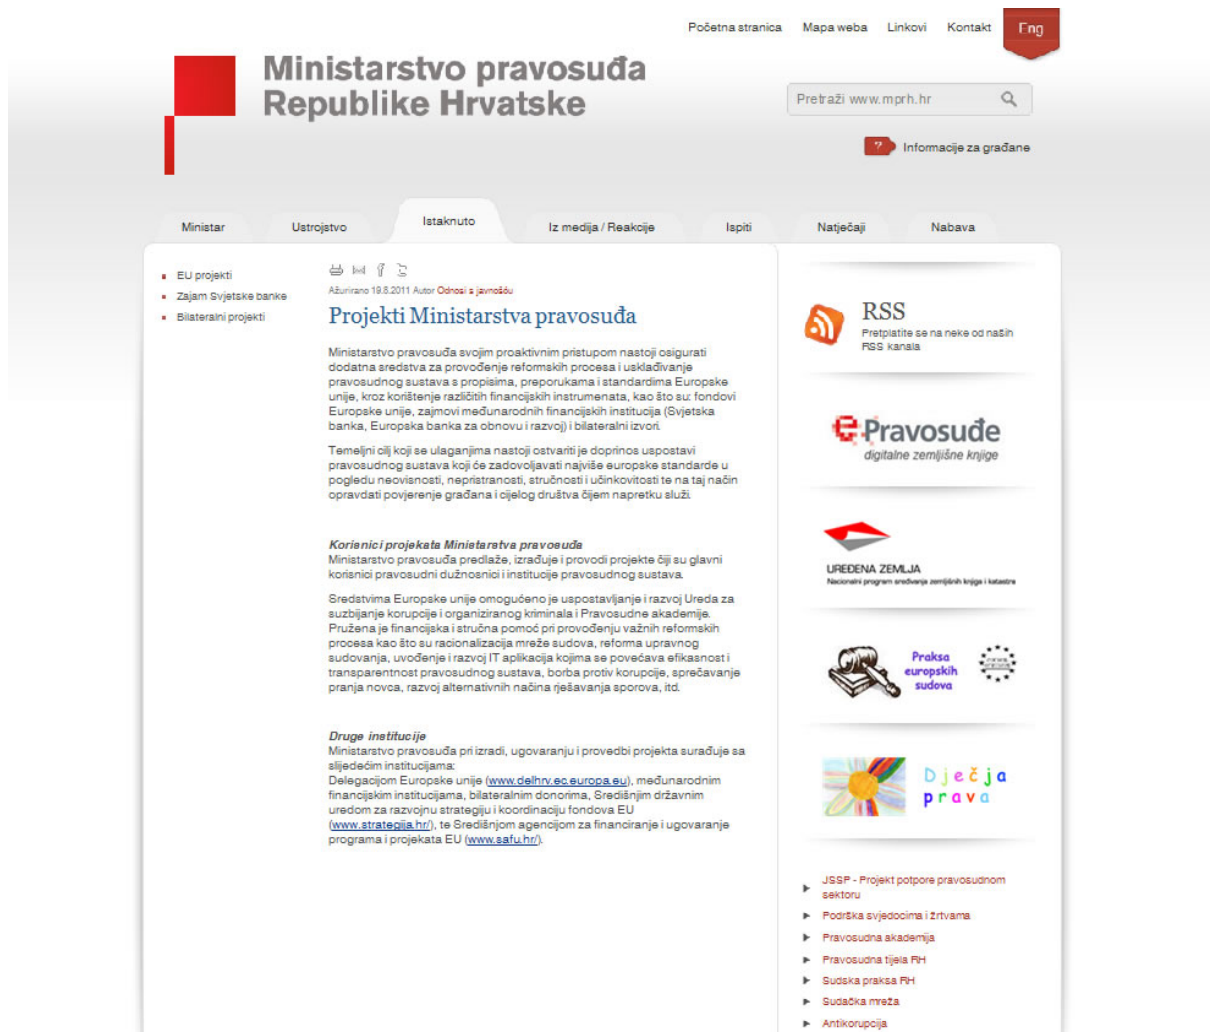 Početna stranica
Mapa weba
Linkovi
Kontakt
Eng
Ministarstvo pravosuđa
Republike Hrvatske
Pretraži www.mprh.hr
?
Informacije za građane
Ministar
Ustrojstvo
Istaknuto
Iz medija / Reakcije
Ispiti
Natječaji
Nabava
EU projekti
Zajam Svjetske banke
Bilateralni projekti
Ažurirano 19.8.2011 Autor Odnosi s javnošću
Projekti Ministarstva pravosuđa
Ministarstvo pravosuđa svojim proaktivnim pristupom nastoji osigurati
dodatna sredstva za provođenje reformskih procesa i usklađivanje
pravosudnog sustava s propisima, preporukama i standardima Europske
unije, kroz korištenje različitih financijskih instrumenata, kao što su: fondovi
Europske unije, zajmovi međunarodnih financijskih institucija (Svjetska
banka, Europska banka za obnovu i razvoj) i bilateralni izvori.
Temeljni cilj koji se ulaganjima nastoji ostvariti je doprinos uspostavi
pravosudnog sustava koji će zadovoljavati najviše europske standarde u
pogledu neovisnosti, nepristranosti, stručnosti i učinkovitosti te na taj način
opravdati povjerenje građana i cijelog društva čijem napretku služi.
Korisnici projekata Ministarstva pravosuđa
Ministarstvo pravosuđa predlaže, izrađuje i provodi projekte čiji su glavni
korisnici pravosudni dužnosnici i institucije pravosudnog sustava.
Sredstvima Europske unije omogućeno je uspostavljanje i razvoj Ureda za
suzbijanje korupcije i organiziranog kriminala i Pravosudne akademije.
Pružena je financijska i stručna pomoć pri provođenju važnih reformskih
procesa kao što su racionalizacija mreže sudova, reforma upravnog
sudovanja, uvođenje i razvoj IT aplikacija kojima se povećava efikasnost i
transparentnost pravosudnog sustava, borba protiv korupcije, sprečavanje
pranja novca, razvoj alternativnih načina rješavanja sporova, itd.
Druge institucije
Ministarstvo pravosuđa pri izradi, ugovaranju i provedbi projekta surađuje sa
slijedećim institucijama:
Delegacijom Europske unije (www.delhrv.ec.europa.eu), međunarodnim
financijskim institucijama, bilateralnim donorima, Središnjim državnim
uredom za razvojnu strategiju i koordinaciju fondova EU
(www.strategija.hr/), te Središnjom agencijom za financiranje i ugovaranje
programa i projekata EU (www.safu.hr/).
RSS
Pretplatite se na neke od naših
RSS kanala
e-Pravosuđe
digitalne zemljišne knjige
UREĐENA ZEMLJA
Nacionalni program sređivanja zemljišnih knjiga i katastra
Praksa
europskih
sudova
Dječja
prava
JSSP - Projekt potpore pravosudnom
sektoru
Podrška svjedocima i žrtvama
Pravosudna akademija
Pravosudna tijela RH
Sudska praksa RH
Sudačka mreža
Antikorupcija